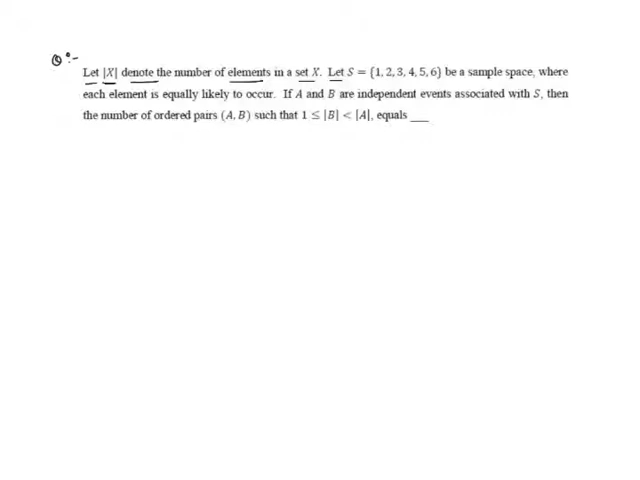 Q:-
Let |X| denote the number of elements in a set X. Let S = {1, 2, 3, 4, 5, 6} be a sample space, where
each element is equally likely to occur. If A and B are independent events associated with S, then
the number of ordered pairs (A, B) such that 1 ≤ |B| < |A|, equals ___